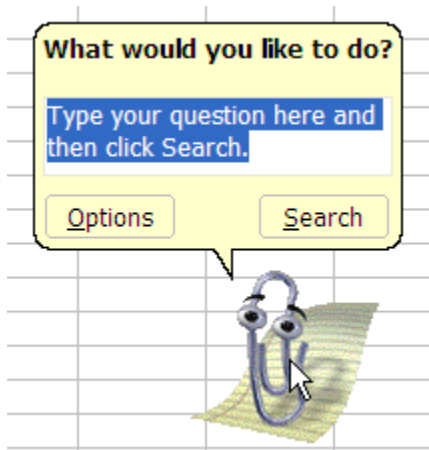 What would you like to do?
Type your question here and
then click Search.
Options
Search